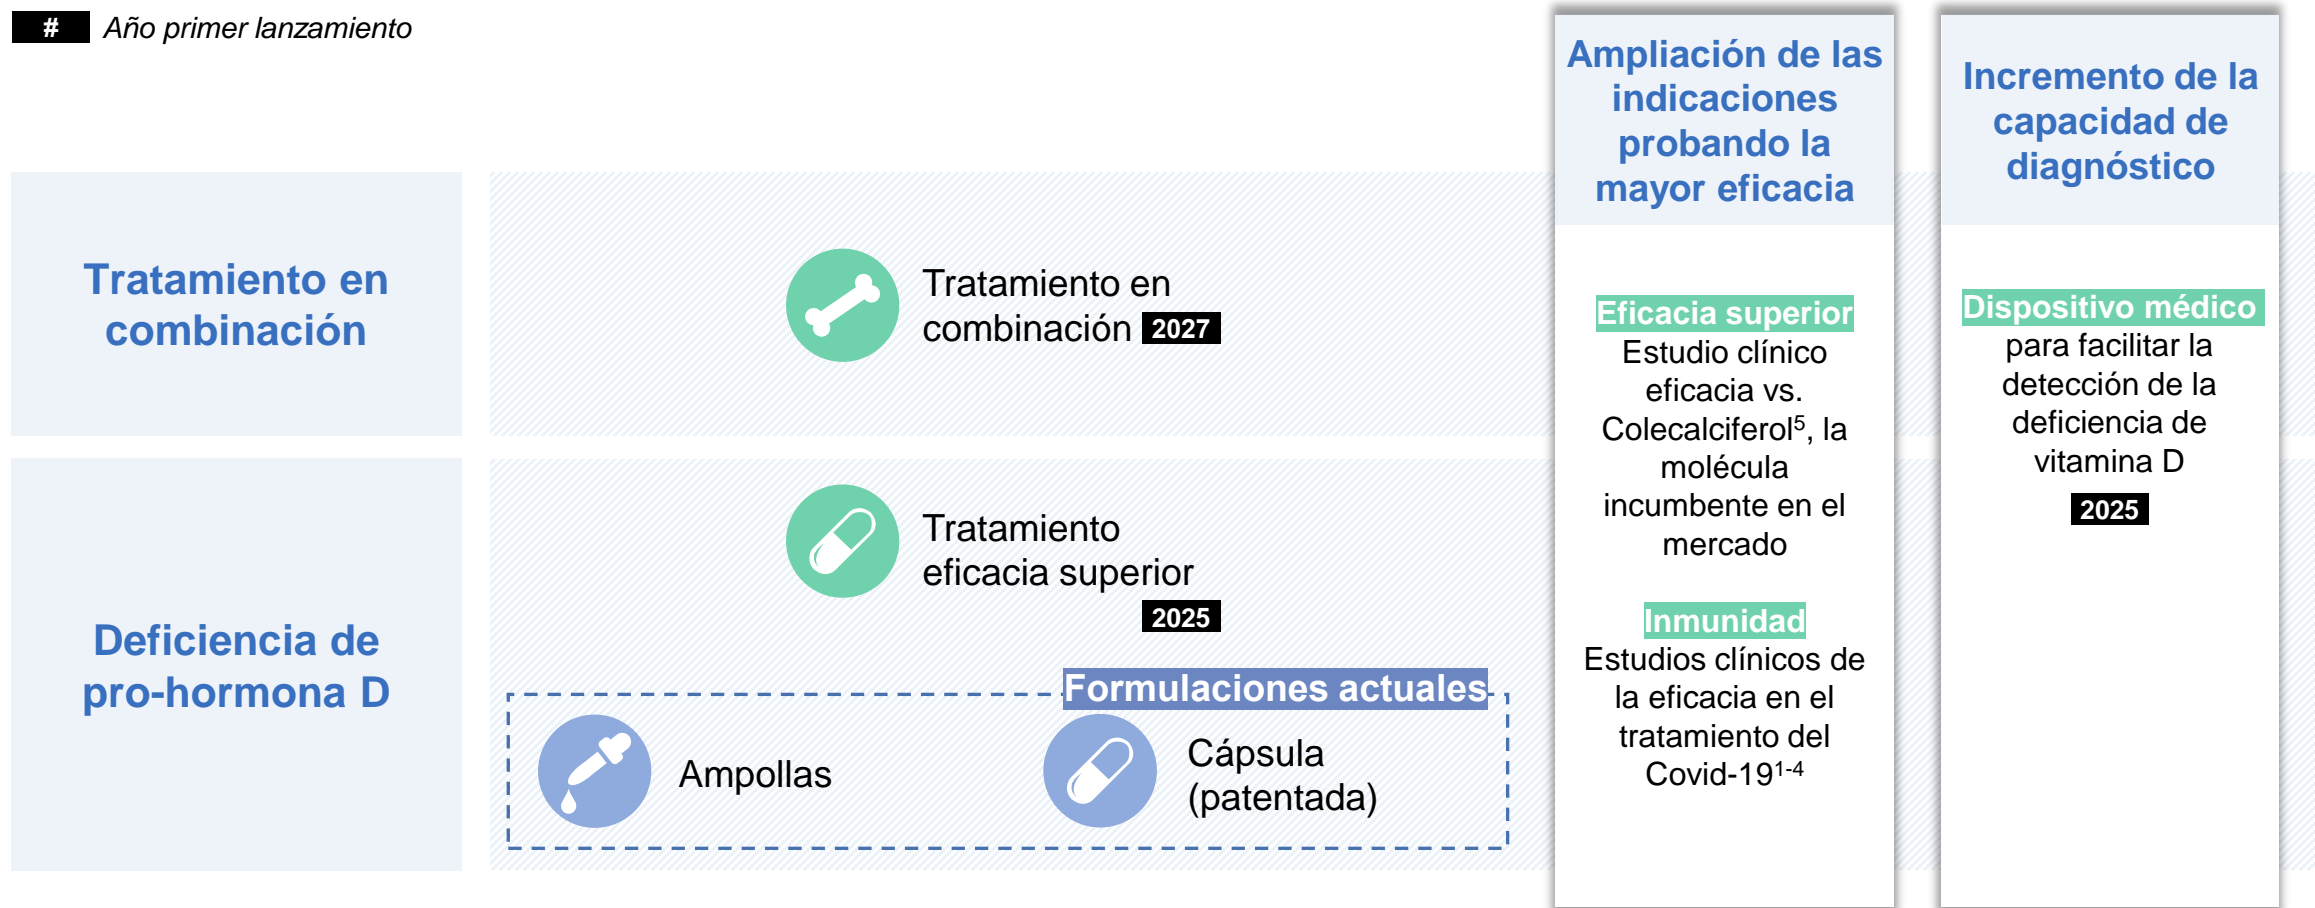 # Año primer lanzamiento
Ampliación de las
indicaciones
probando la
mayor eficacia
Incremento de la
capacidad de
diagnóstico
Tratamiento en
combinación
Tratamiento en
combinación 2027
Eficacia superior
Estudio clínico
eficacia vs.
Colecalciferol⁵, la
molécula
incumbente en el
mercado
Inmunidad
Estudios clínicos de
la eficacia en el
tratamiento del
Covid-19¹⁻⁴
Dispositivo médico
para facilitar la
detección de la
deficiencia de
vitamina D
2025
Deficiencia de
pro-hormona D
Tratamiento
eficacia superior
2025
Formulaciones actuales
Ampollas
Cápsula
(patentada)